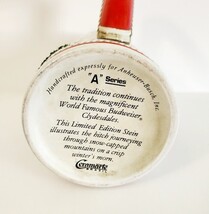 Handcrafted expressly for Anheuser-Busch, Inc.
"A" Series
The tradition continues
with the magnificent
World Famous Budweiser
Clydesdales.
This Limited Edition Stein
illustrates the hitch journeying
through snow-capped
mountains on a crisp
winter's morn.
Ceramarte